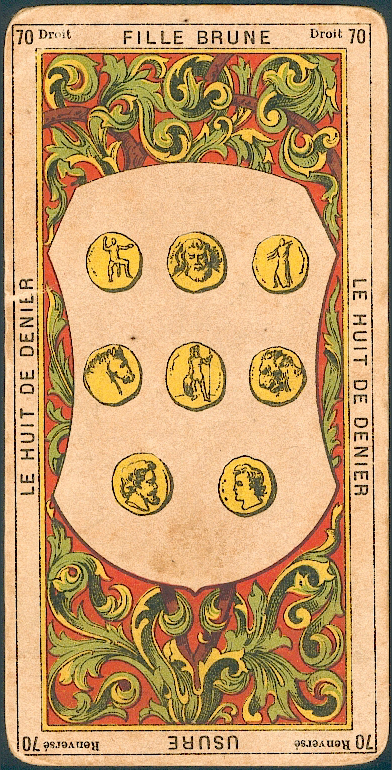 70 Droit FILLE BRUNE Droit 70
LE HUIT DE DENIER
LE HUIT DE DENIER
70 Renversé USURE Renversé 70